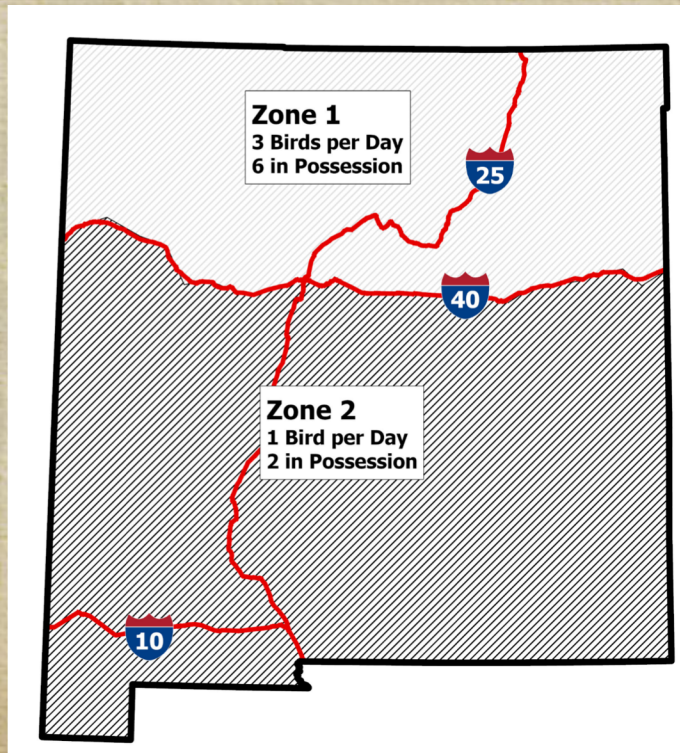 Zone 1
3 Birds per Day
6 in Possession
25
40
Zone 2
1 Bird per Day
2 in Possession
10